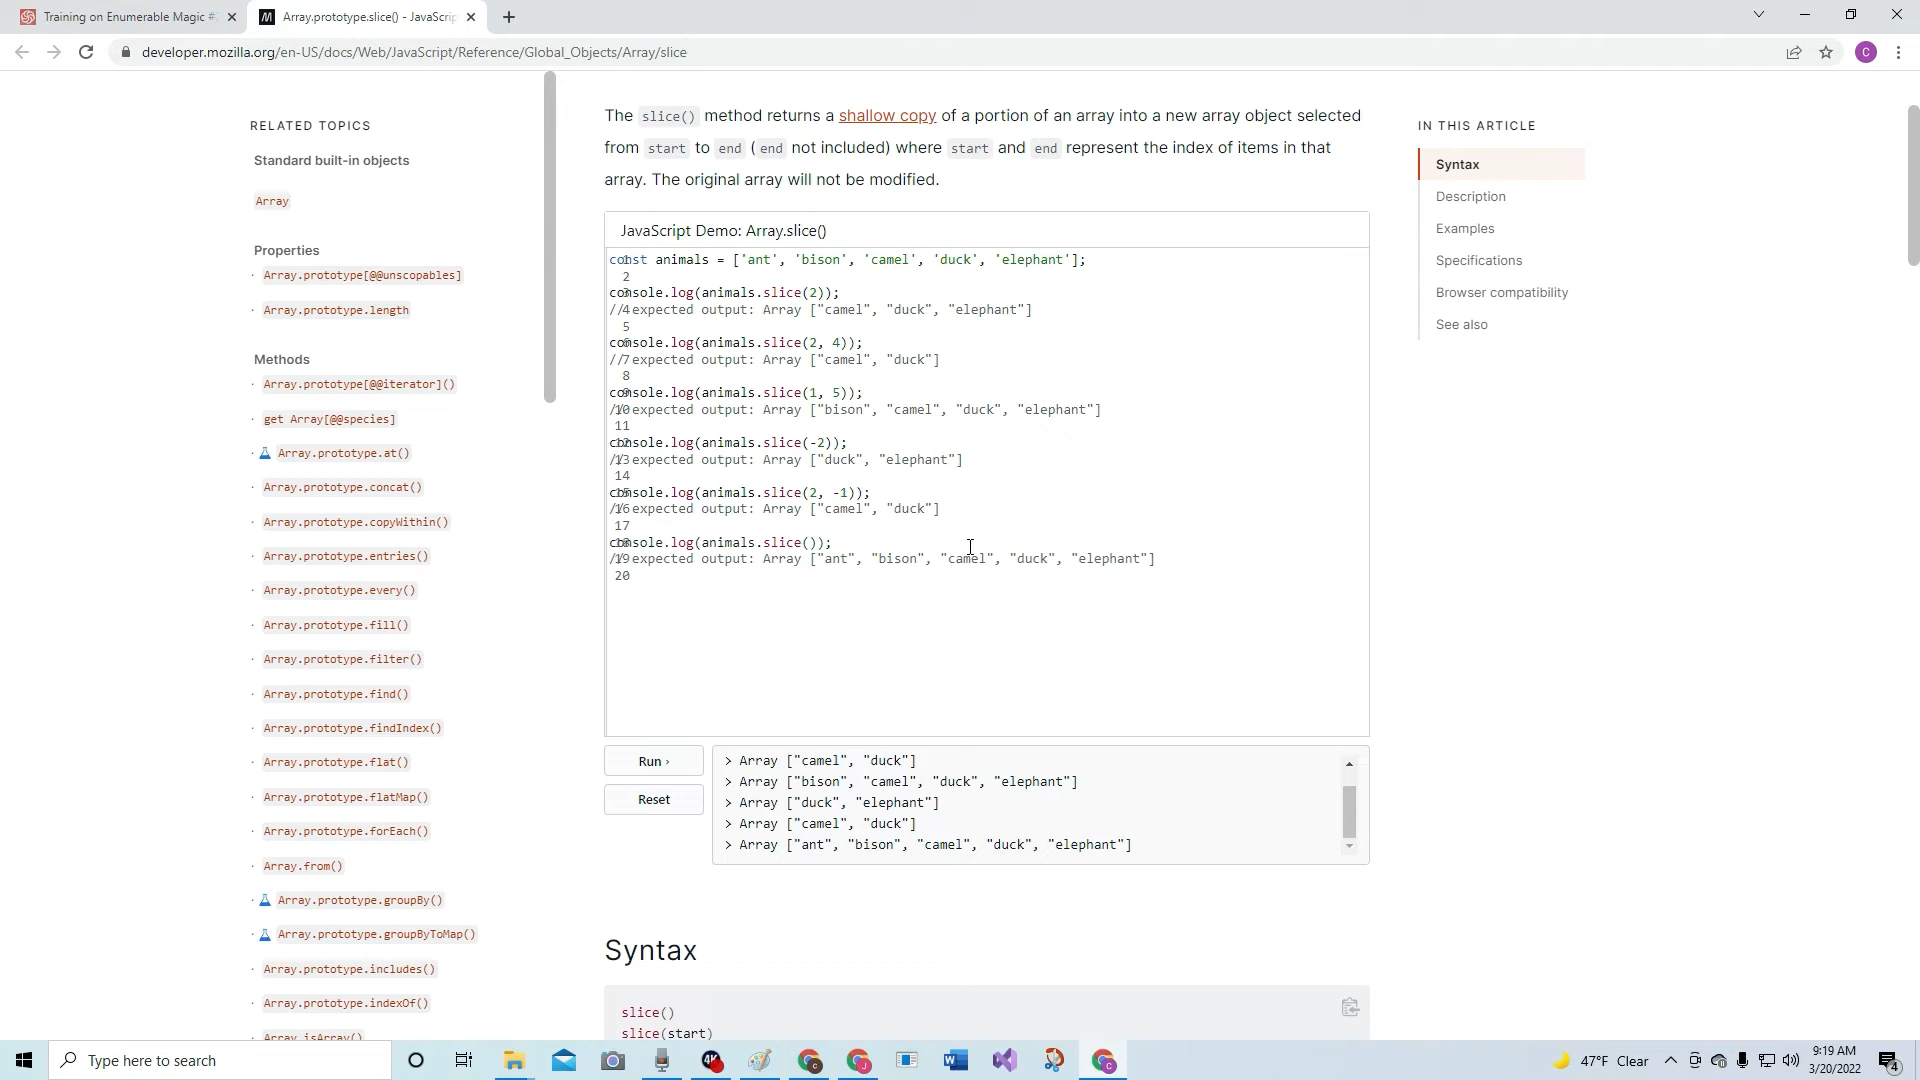 Training on Enumerable Magic #
Array.prototype.slice() - JavaScrip
developer.mozilla.org/en-US/docs/Web/JavaScript/Reference/Global_Objects/Array/slice
C
RELATED TOPICS
Standard built-in objects
Array
Properties
Array.prototype[@@unscopables]
Array.prototype.length
Methods
Array.prototype[@@iterator]()
get Array[@@species]
Array.prototype.at()
Array.prototype.concat()
Array.prototype.copyWithin()
Array.prototype.entries()
Array.prototype.every()
Array.prototype.fill()
Array.prototype.filter()
Array.prototype.find()
Array.prototype.findIndex()
Array.prototype.flat()
Array.prototype.flatMap()
Array.prototype.forEach()
Array.from()
Array.prototype.groupBy()
Array.prototype.groupByToMap()
Array.prototype.includes()
Array.prototype.indexOf()
Array.isArray()
The slice() method returns a shallow copy of a portion of an array into a new array object selected
from start to end ( end not included) where start and end represent the index of items in that
array. The original array will not be modified.
JavaScript Demo: Array.slice()
const animals = ['ant', 'bison', 'camel', 'duck', 'elephant'];
2
console.log(animals.slice(2));
// expected output: Array ["camel", "duck", "elephant"]
5
console.log(animals.slice(2, 4));
// expected output: Array ["camel", "duck"]
8
console.log(animals.slice(1, 5));
// expected output: Array ["bison", "camel", "duck", "elephant"]
11
console.log(animals.slice(-2));
// expected output: Array ["duck", "elephant"]
14
console.log(animals.slice(2, -1));
// expected output: Array ["camel", "duck"]
17
console.log(animals.slice());
// expected output: Array ["ant", "bison", "camel", "duck", "elephant"]
20
Run ›
Reset
> Array ["camel", "duck"]
> Array ["bison", "camel", "duck", "elephant"]
> Array ["duck", "elephant"]
> Array ["camel", "duck"]
> Array ["ant", "bison", "camel", "duck", "elephant"]
Syntax
slice()
slice(start)
IN THIS ARTICLE
Syntax
Description
Examples
Specifications
Browser compatibility
See also
Type here to search
47°F Clear
9:19 AM
3/20/2022
4